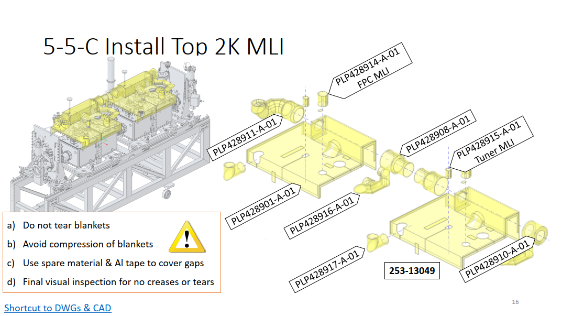 5-5-C Install Top 2K MLI
PLP428914-A-01
FPC MLI
PLP428911-A-01
PLP428908-A-01
PLP428915-A-01
Tuner MLI
PLP428901-A-01
PLP428916-A-01
PLP428917-A-01
253-13049
PLP428910-A-01
a) Do not tear blankets
b) Avoid compression of blankets
c) Use spare material & Al tape to cover gaps
d) Final visual inspection for no creases or tears
Shortcut to DWGs & CAD
16